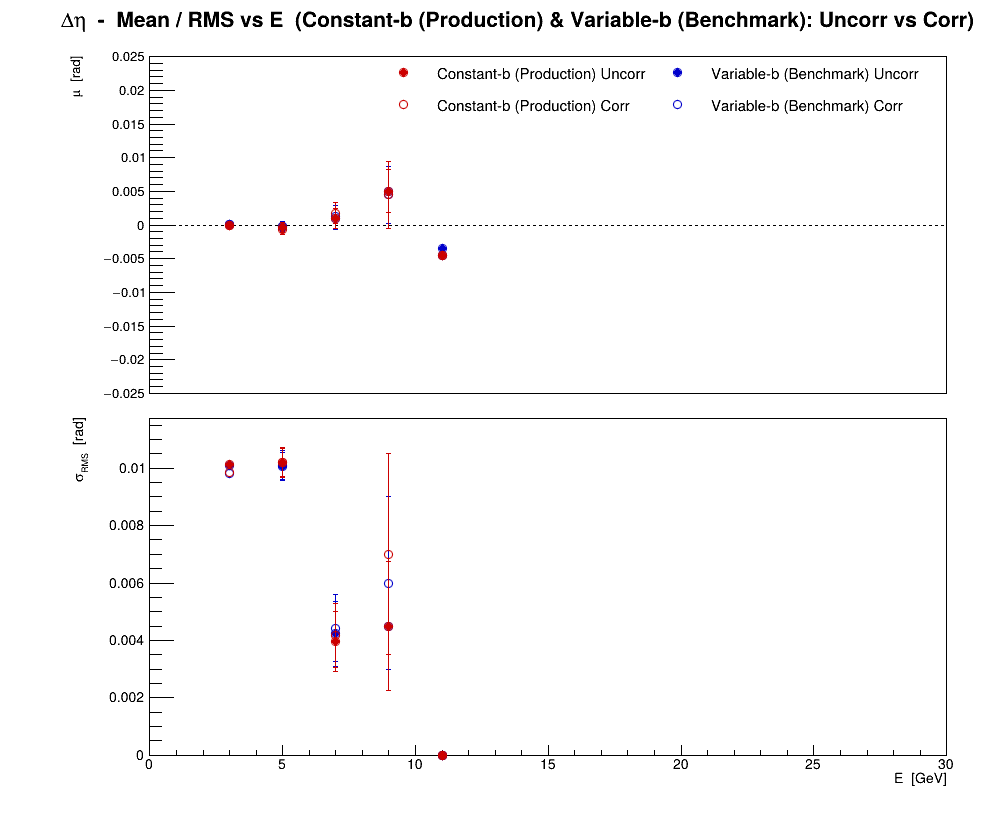 Δη - Mean / RMS vs E (Constant-b (Production) & Variable-b (Benchmark): Uncorr vs Corr)
μ [rad]
Constant-b (Production) Uncorr
Variable-b (Benchmark) Uncorr
Constant-b (Production) Corr
Variable-b (Benchmark) Corr
0.025
0.02
0.015
0.01
0.005
0
−0.005
−0.01
−0.015
−0.02
−0.025
σRMS [rad]
0.01
0.008
0.006
0.004
0.002
0
0 5 10 15 20 25 30
E [GeV]